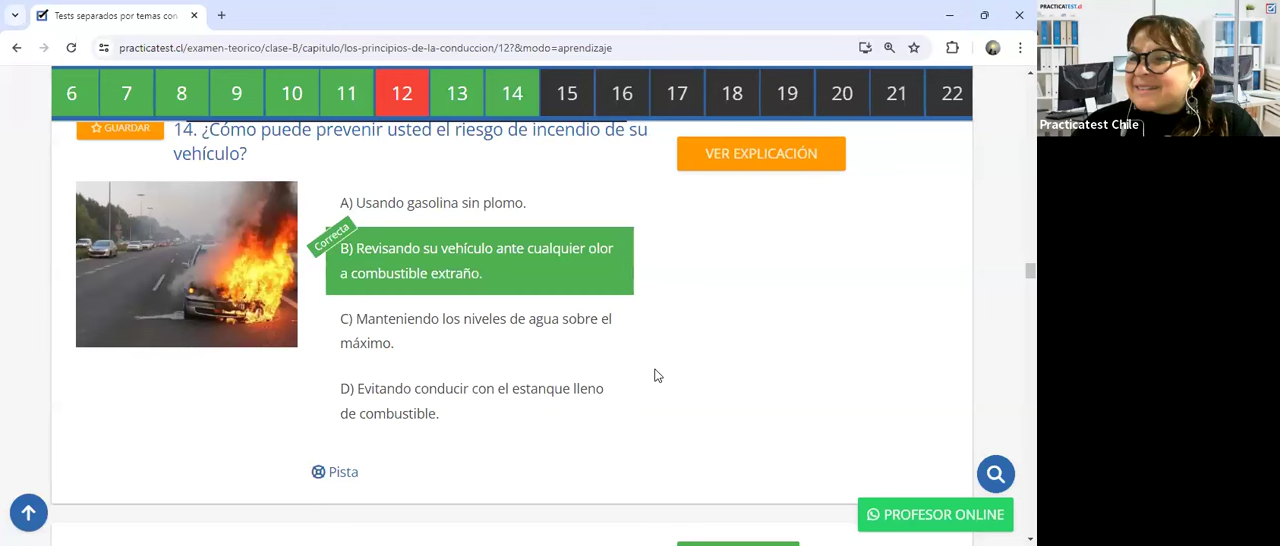 Tests separados por temas con
practicatest.cl/examen-teorico/clase-B/capitulo/los-principios-de-la-conduccion/12?&modo=aprendizaje
PRACTICATEST.cl
Practicatest Chile
6 7 8 9 10 11 12 13 14 15 16 17 18 19 20 21 22
GUARDAR
14. ¿Cómo puede prevenir usted el riesgo de incendio de su
vehículo?
VER EXPLICACIÓN
A) Usando gasolina sin plomo.
Correcta
B) Revisando su vehículo ante cualquier olor
a combustible extraño.
C) Manteniendo los niveles de agua sobre el
máximo.
D) Evitando conducir con el estanque lleno
de combustible.
Pista
PROFESOR ONLINE